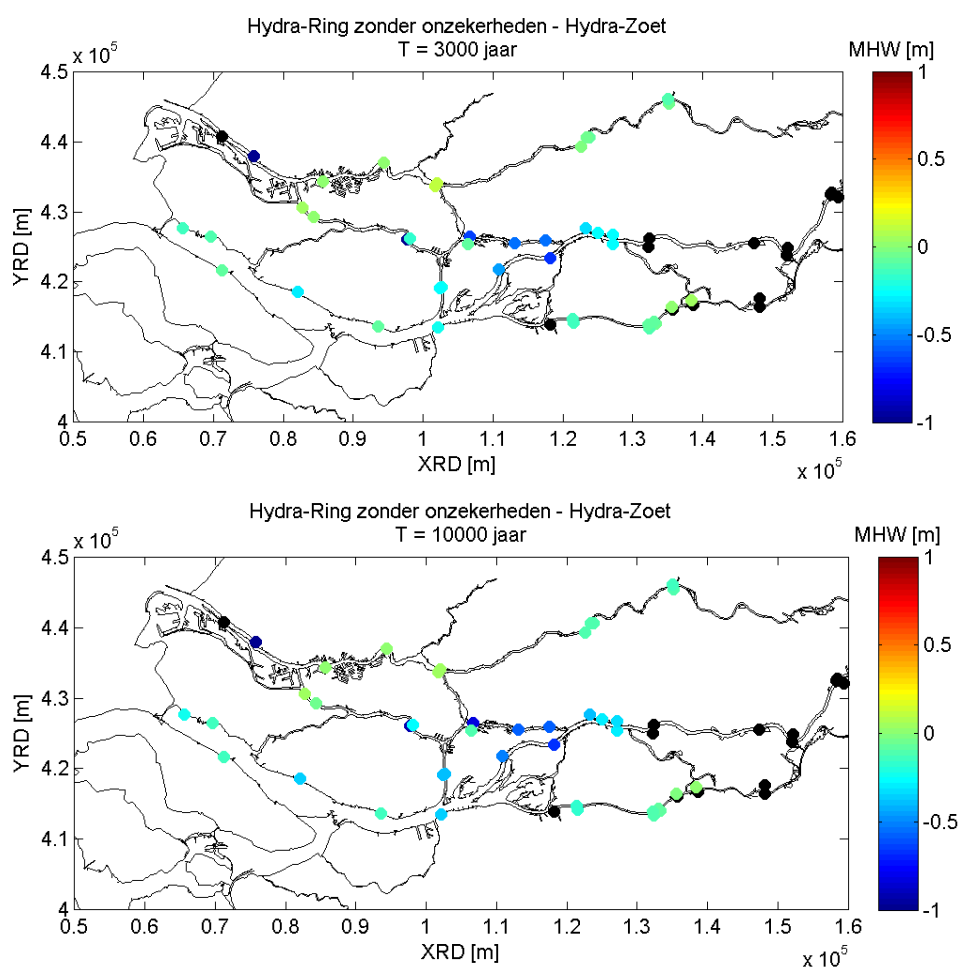 Hydra-Ring zonder onzekerheden - Hydra-Zoet
T = 3000 jaar
x 10^5
MHW [m]
4.5
4.4
4.3
4.2
4.1
4
YRD [m]
0.5 0.6 0.7 0.8 0.9 1 1.1 1.2 1.3 1.4 1.5 1.6
XRD [m]
x 10^5
1
0.5
0
-0.5
-1
Hydra-Ring zonder onzekerheden - Hydra-Zoet
T = 10000 jaar
x 10^5
MHW [m]
4.5
4.4
4.3
4.2
4.1
4
YRD [m]
0.5 0.6 0.7 0.8 0.9 1 1.1 1.2 1.3 1.4 1.5 1.6
XRD [m]
x 10^5
1
0.5
0
-0.5
-1